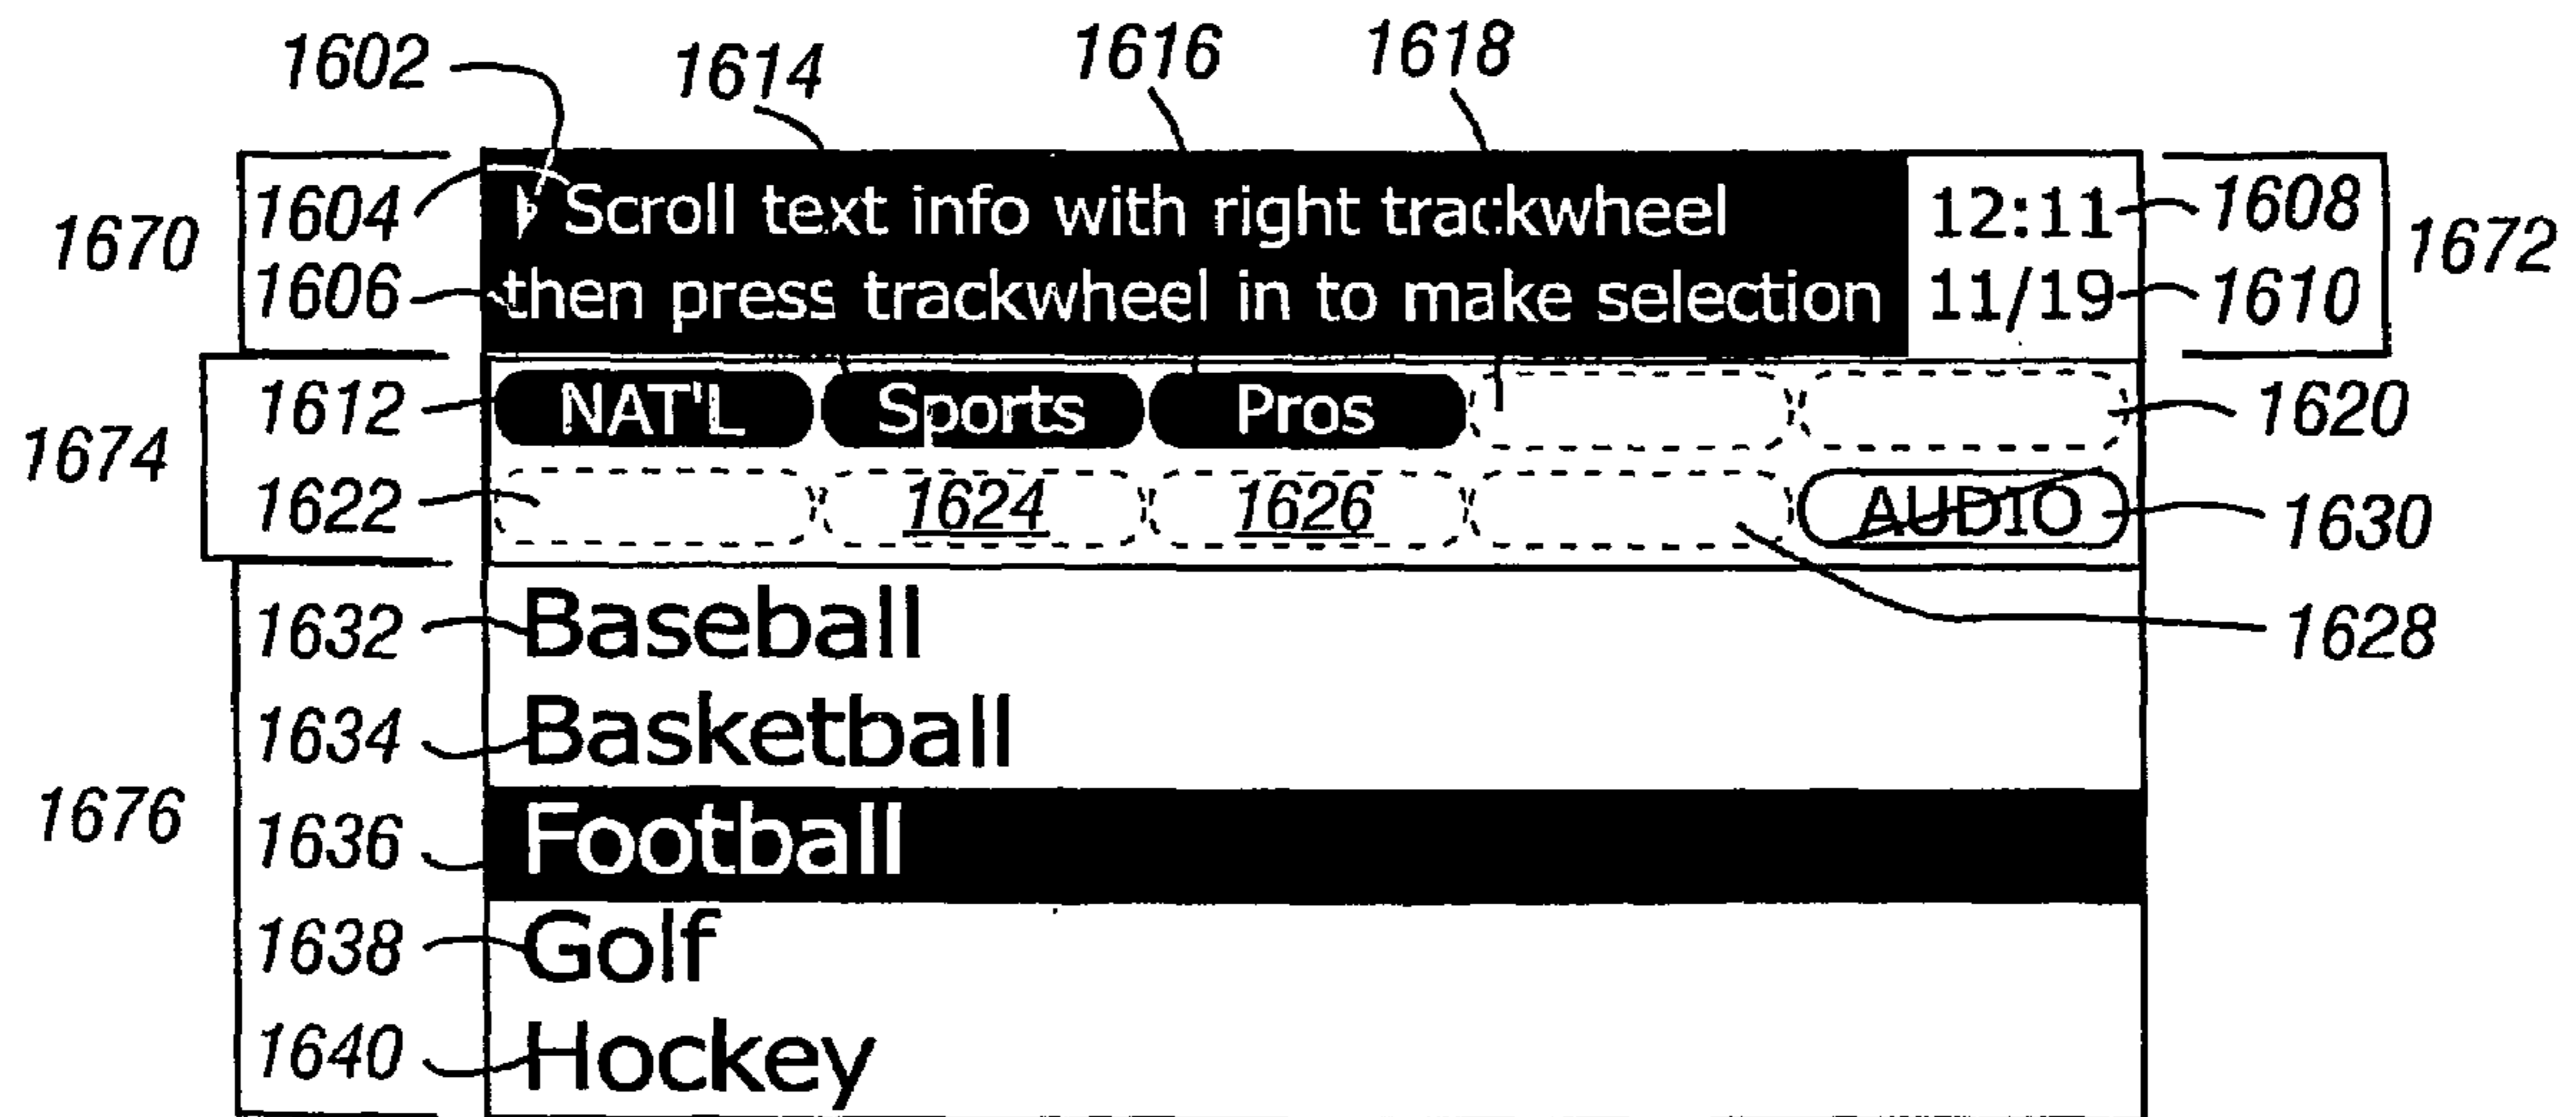 1602 1614 1616 1618
1670 1604 Scroll text info with right trackwheel 12:11 1608 1672
1606 then press trackwheel in to make selection 11/19 1610
1674 1612 NAT'L Sports Pros 1620
1622 1624 1626 AUDIO 1630
1632 Baseball 1628
1634 Basketball
1676 1636 Football
1638 Golf
1640 Hockey